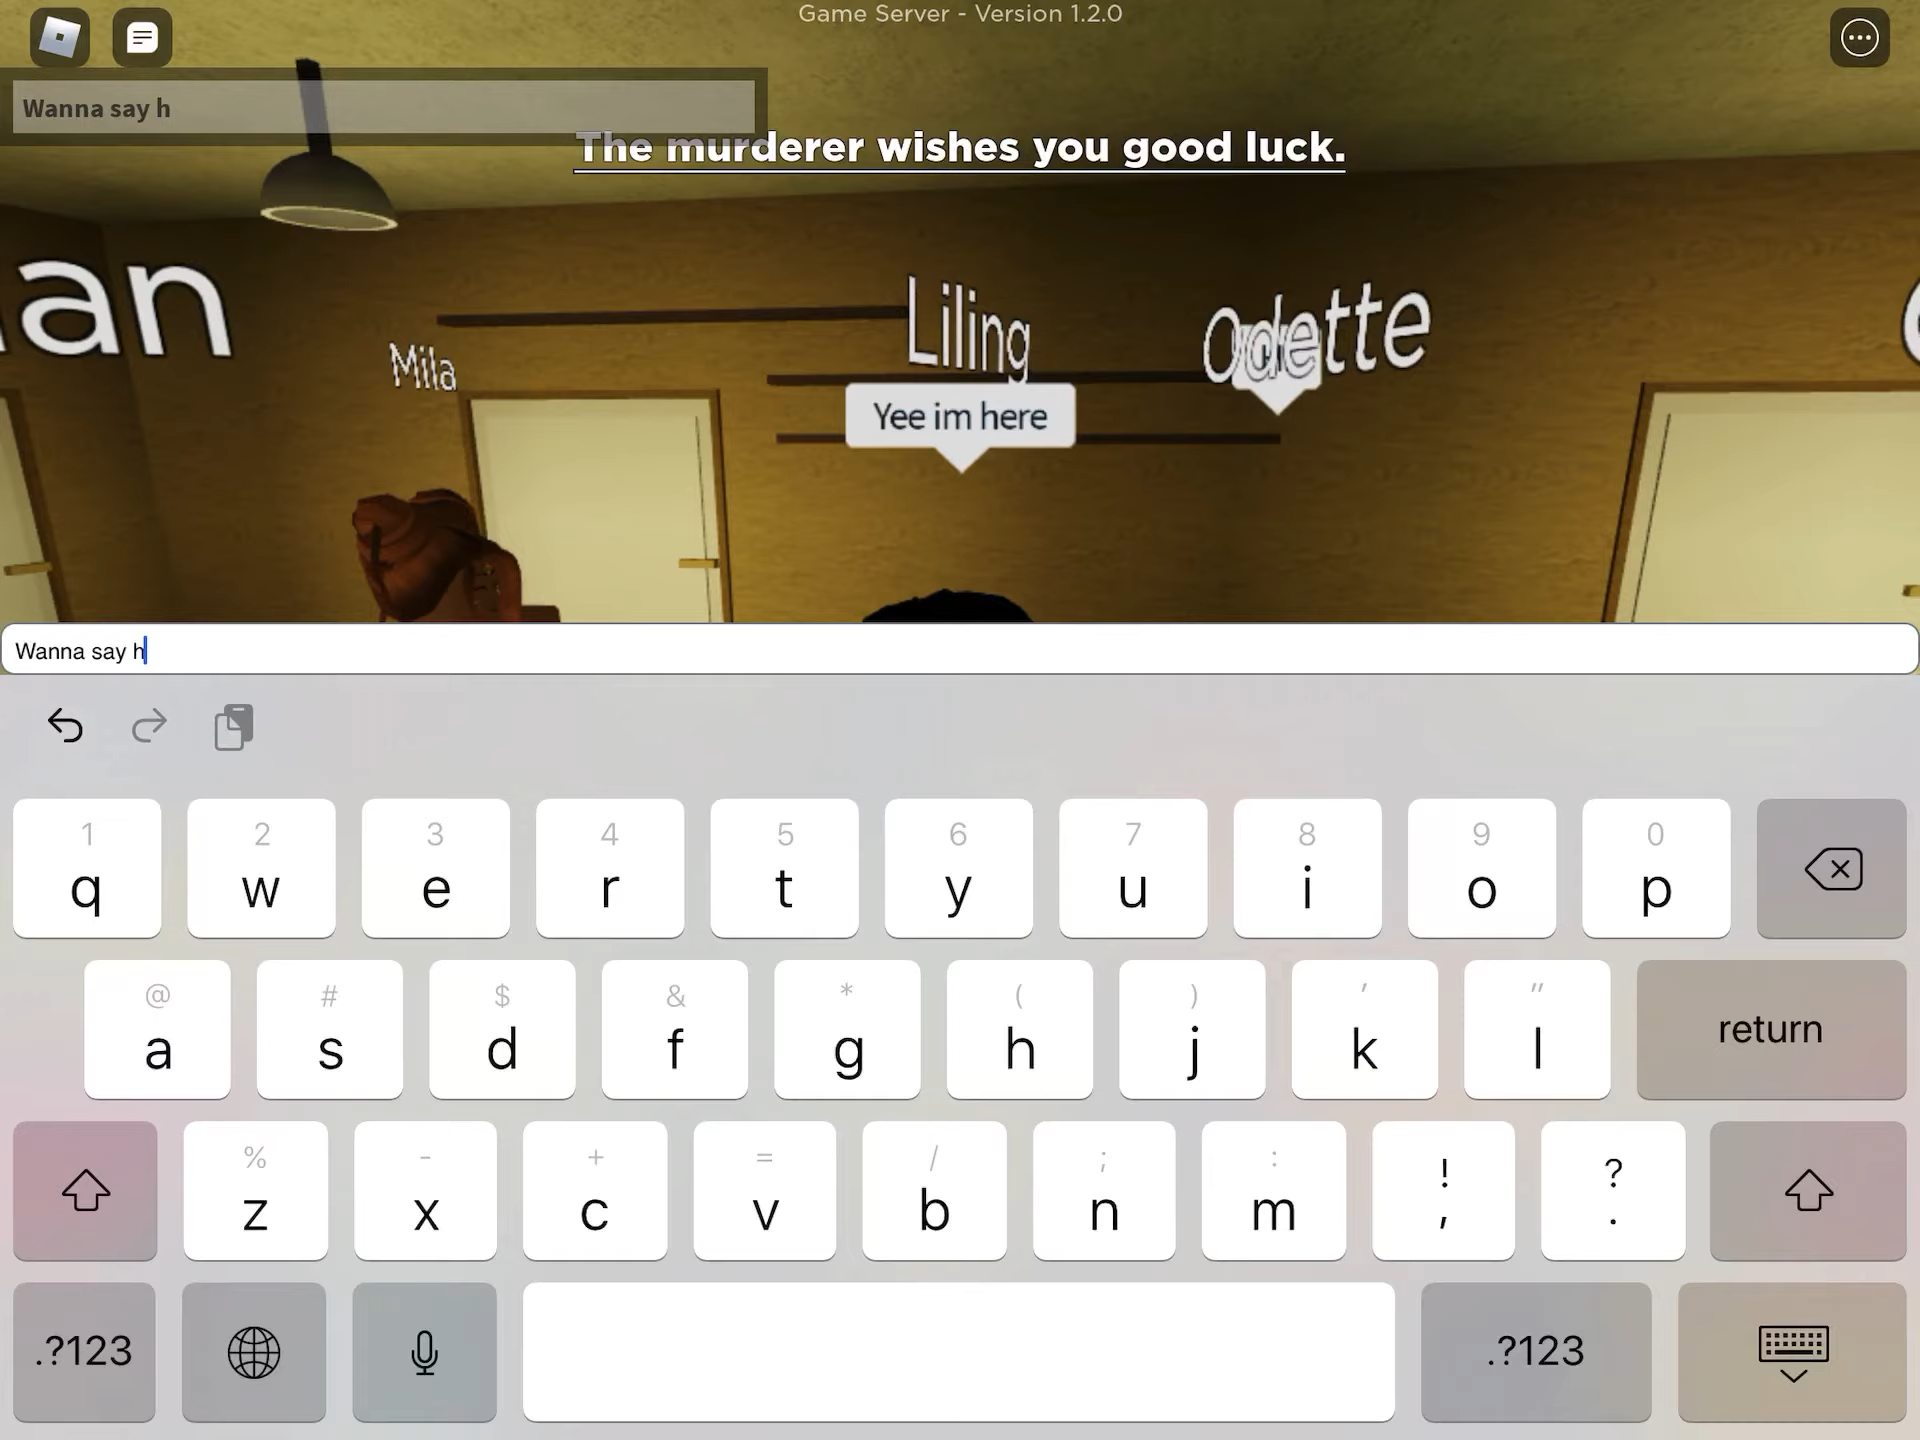 Game Server - Version 1.2.0
Wanna say h
The murderer wishes you good luck.
an
Mila
Liling
Odette
Yee im here
Wanna say h
1 2 3 4 5 6 7 8 9 0
q w e r t y u i o p
@ # $ & * ( ) ' "
a s d f g h j k l return
% - + = / ; : ! ?
z x c v b n m , .
.?123 .?123